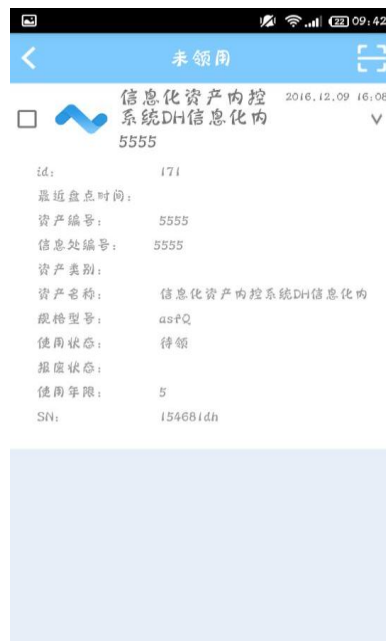 22 09:42
未领用
信息化资产内控 2016.12.09 16:08
系统DH信息化内
5555
id: 171
最近盘点时间:
资产编号: 5555
信息处编号: 5555
资产类别:
资产名称: 信息化资产内控系统DH信息化内
规格型号: asfQ
使用状态: 待领
报废状态:
使用年限: 5
SN: 154681dh